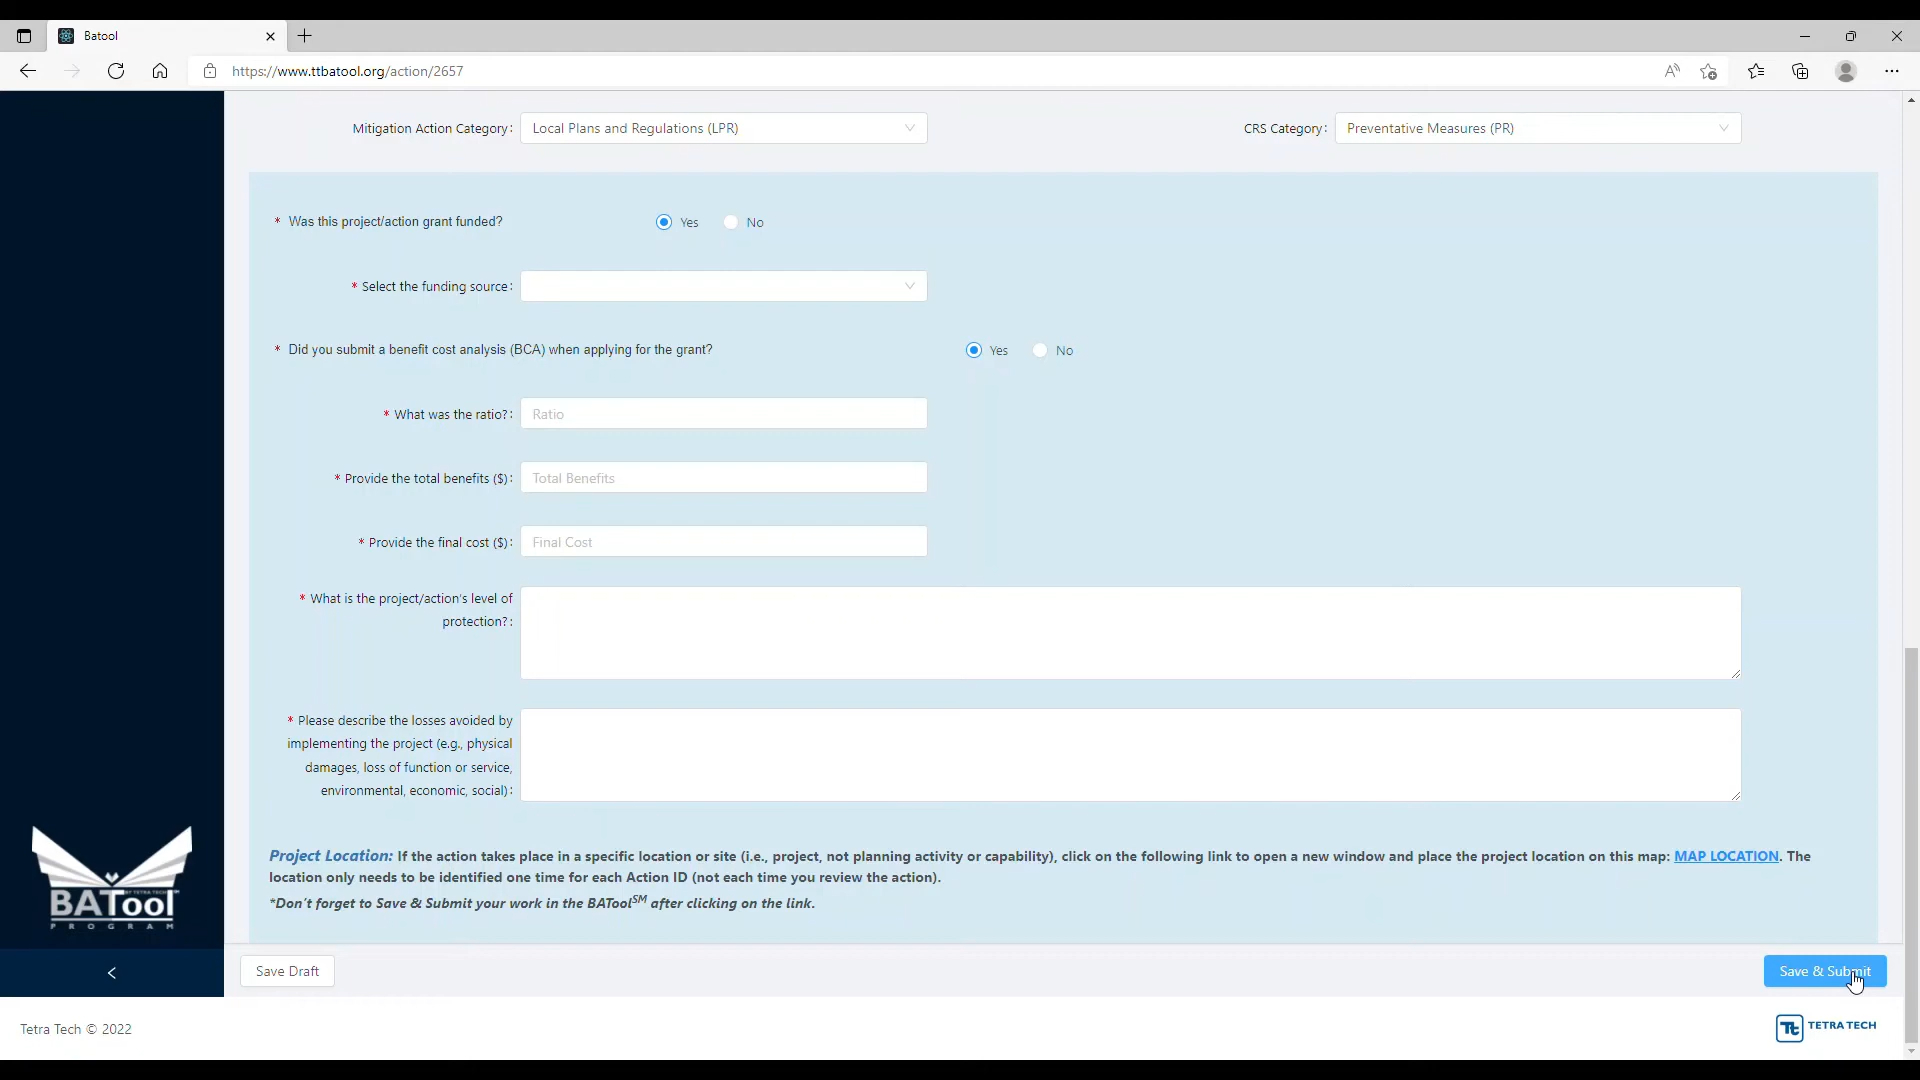 Batool
https://www.ttbatool.org/action/2657
Mitigation Action Category: Local Plans and Regulations (LPR) CRS Category: Preventative Measures (PR)
* Was this project/action grant funded? Yes No
* Select the funding source:
* Did you submit a benefit cost analysis (BCA) when applying for the grant? Yes No
* What was the ratio?: Ratio
* Provide the total benefits ($): Total Benefits
* Provide the final cost ($): Final Cost
* What is the project/action's level of
protection?:
* Please describe the losses avoided by
implementing the project (e.g., physical
damages, loss of function or service,
environmental, economic, social):
Project Location: If the action takes place in a specific location or site (i.e., project, not planning activity or capability), click on the following link to open a new window and place the project location on this map: MAP LOCATION. The
location only needs to be identified one time for each Action ID (not each time you review the action).
*Don't forget to Save & Submit your work in the BAToolSM after clicking on the link.
BATool
PROGRAM
Save Draft Save & Submit
Tetra Tech © 2022
Tt TETRA TECH